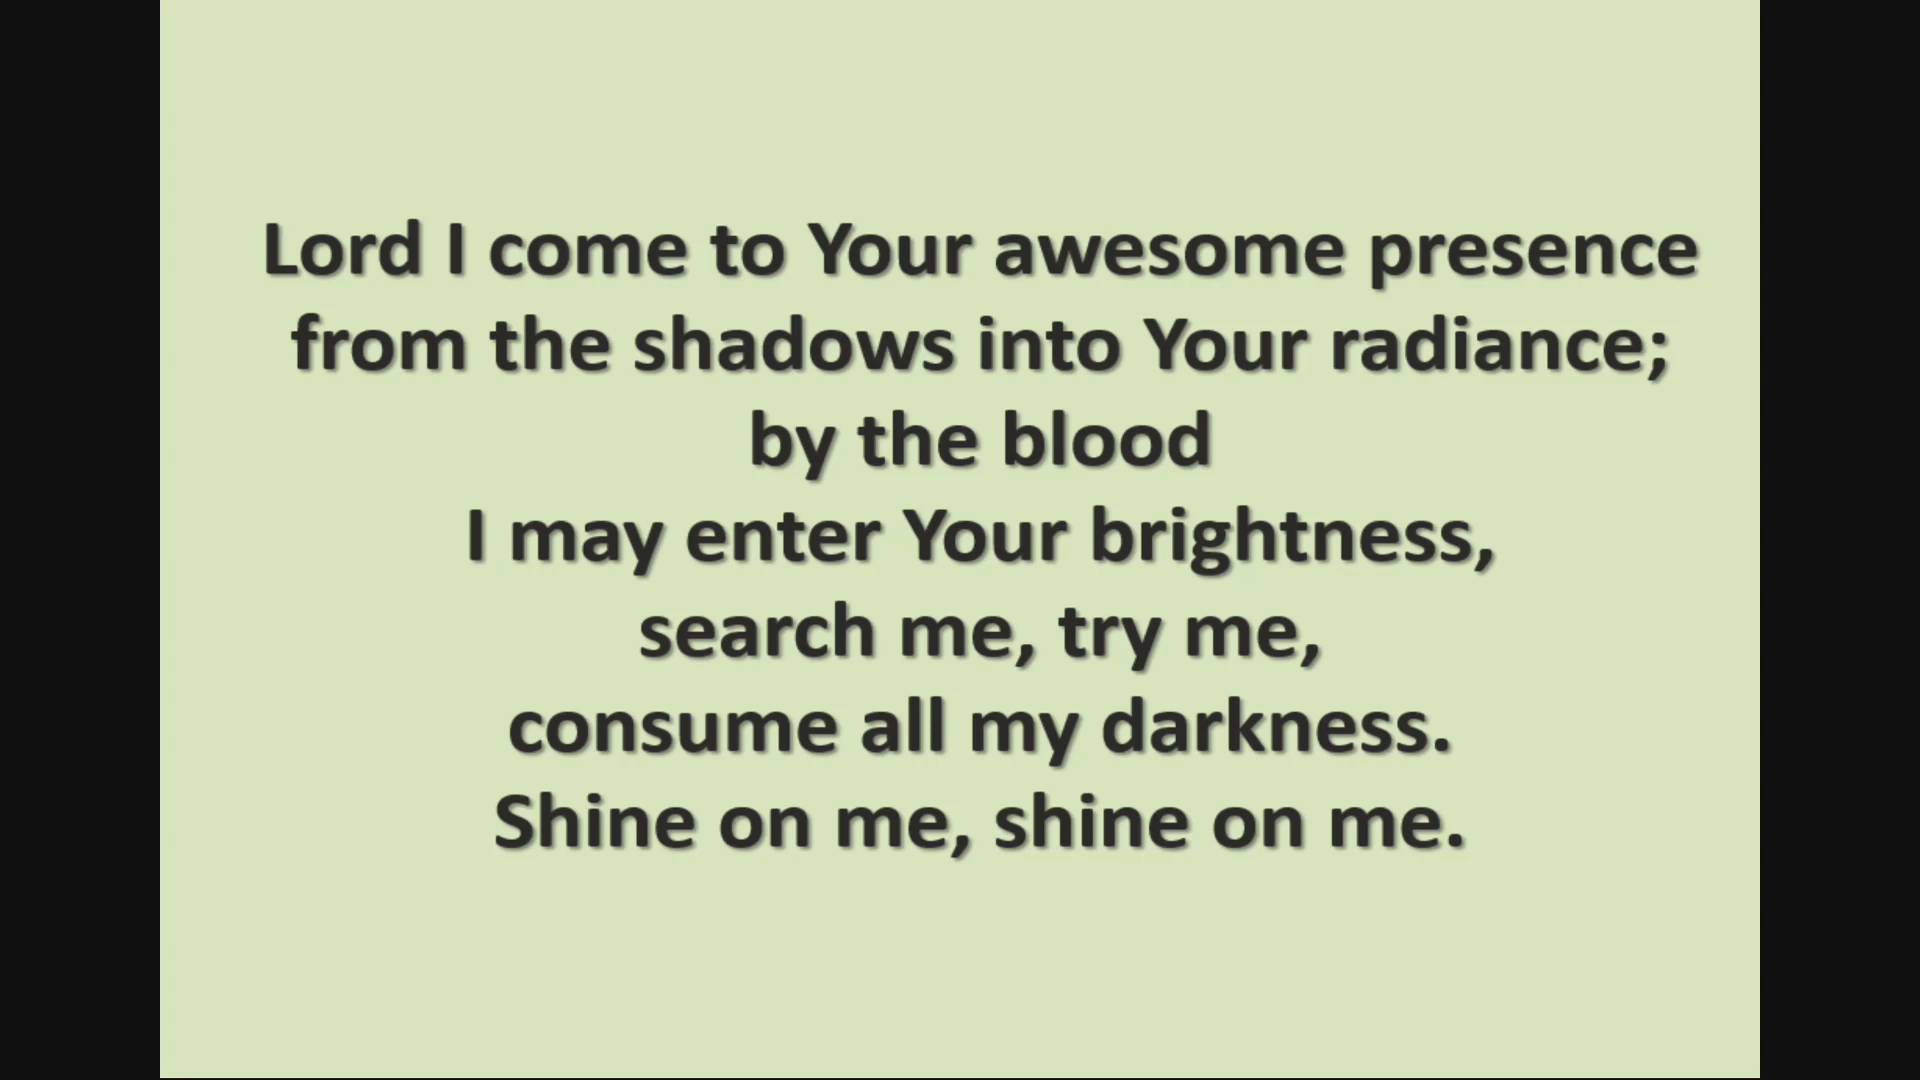 Lord I come to Your awesome presence
from the shadows into Your radiance;
by the blood
I may enter Your brightness,
search me, try me,
consume all my darkness.
Shine on me, shine on me.